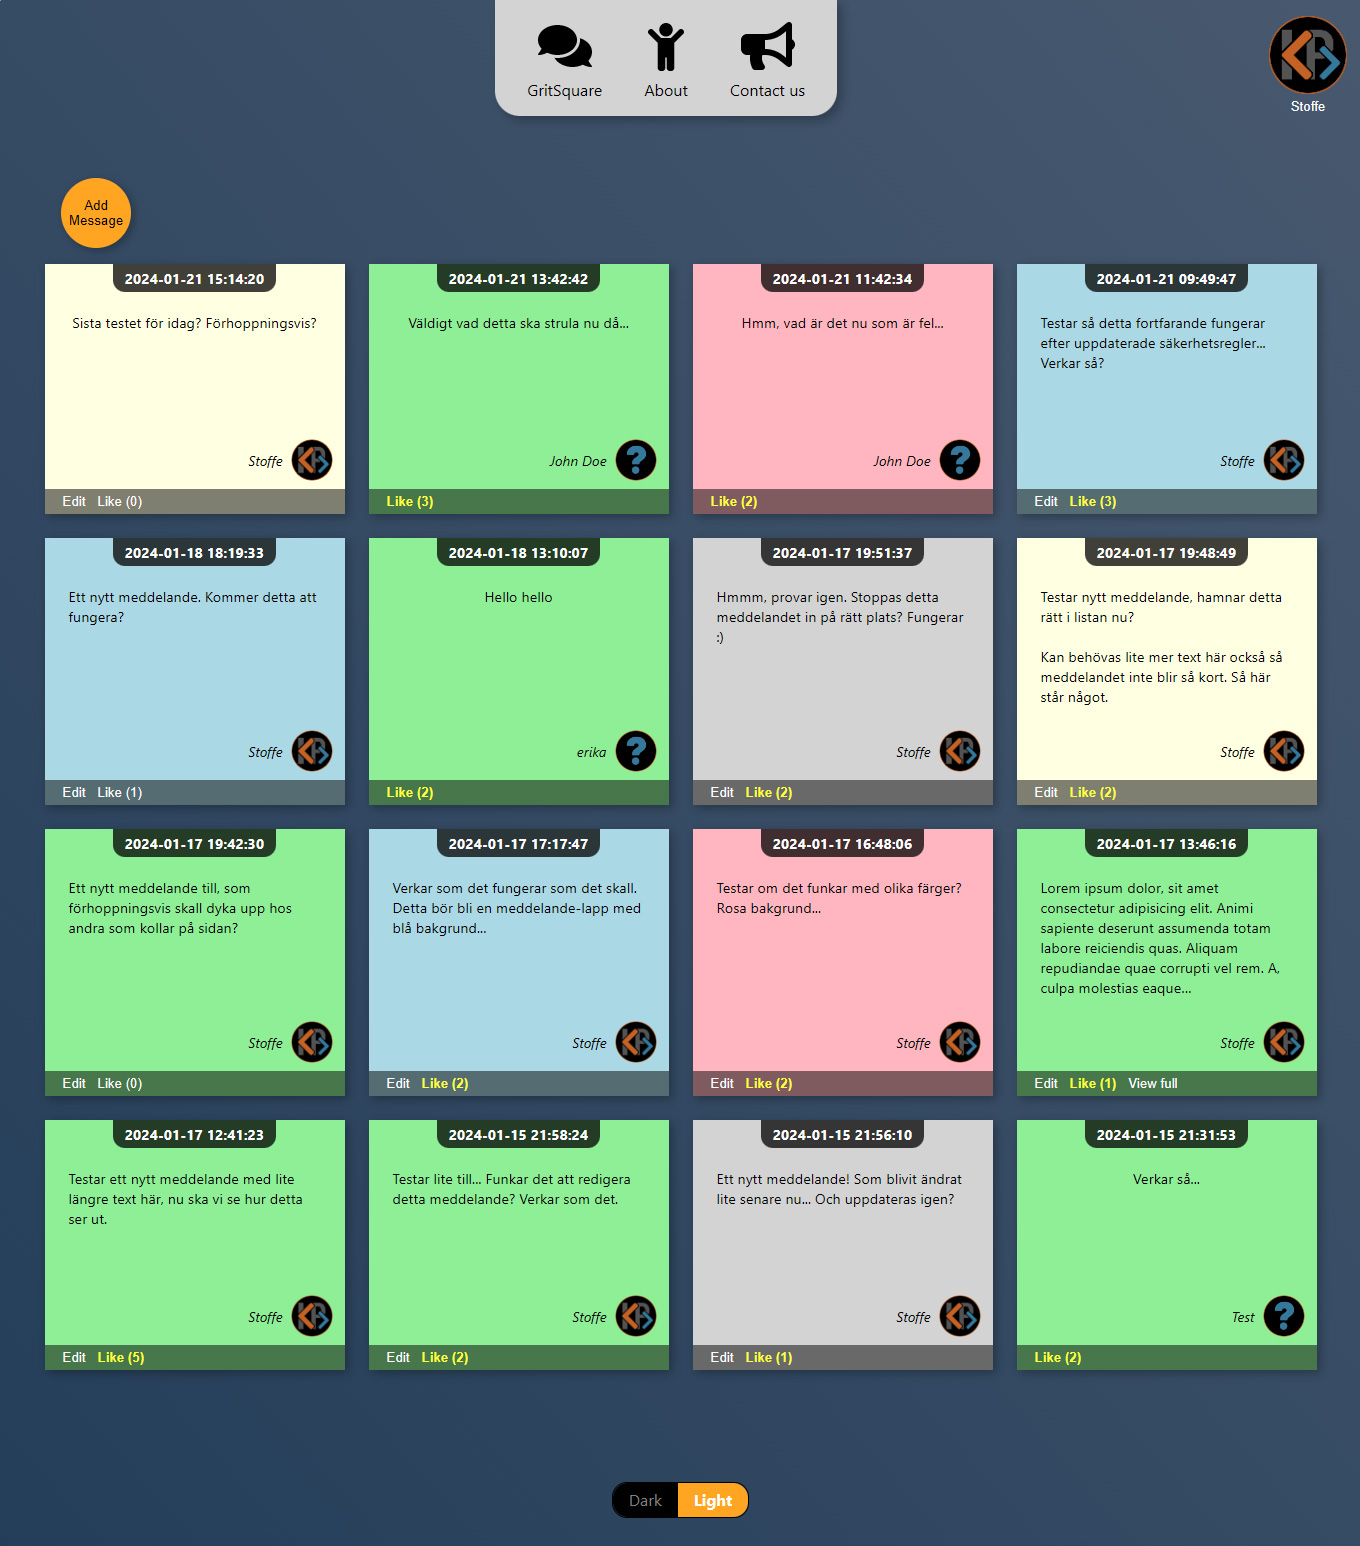 GritSquare
About
Contact us
Stoffe
Add
Message
2024-01-21 15:14:20
Sista testet för idag? Förhoppningsvis?
Stoffe
Edit Like (0)
2024-01-21 13:42:42
Väldigt vad detta ska strula nu då...
John Doe
Like (3)
2024-01-21 11:42:34
Hmm, vad är det nu som är fel...
John Doe
Like (2)
2024-01-21 09:49:47
Testar så detta fortfarande fungerar
efter uppdaterade säkerhetsregler...
Verkar så?
Stoffe
Edit Like (3)
2024-01-18 18:19:33
Ett nytt meddelande. Kommer detta att
fungera?
Stoffe
Edit Like (1)
2024-01-18 13:10:07
Hello hello
erika
Like (2)
2024-01-17 19:51:37
Hmmm, provar igen. Stoppas detta
meddelandet in på rätt plats? Fungerar
:)
Stoffe
Edit Like (2)
2024-01-17 19:48:49
Testar nytt meddelande, hamnar detta
rätt i listan nu?
Kan behövas lite mer text här också så
meddelandet inte blir så kort. Så här
står något.
Stoffe
Edit Like (2)
2024-01-17 19:42:30
Ett nytt meddelande till, som
förhoppningsvis skall dyka upp hos
andra som kollar på sidan?
Stoffe
Edit Like (0)
2024-01-17 17:17:47
Verkar som det fungerar som det skall.
Detta bör bli en meddelande-lapp med
blå bakgrund...
Stoffe
Edit Like (2)
2024-01-17 16:48:06
Testar om det funkar med olika färger?
Rosa bakgrund...
Stoffe
Edit Like (2)
2024-01-17 13:46:16
Lorem ipsum dolor, sit amet
consectetur adipisicing elit. Animi
sapiente deserunt assumenda totam
labore reiciendis quas. Aliquam
repudiandae quae corrupti vel rem. A,
culpa molestias eaque...
Stoffe
Edit Like (1) View full
2024-01-17 12:41:23
Testar ett nytt meddelande med lite
längre text här, nu ska vi se hur detta
ser ut.
Stoffe
Edit Like (5)
2024-01-15 21:58:24
Testar lite till... Funkar det att redigera
detta meddelande? Verkar som det.
Stoffe
Edit Like (2)
2024-01-15 21:56:10
Ett nytt meddelande! Som blivit ändrat
lite senare nu... Och uppdateras igen?
Stoffe
Edit Like (1)
2024-01-15 21:31:53
Verkar så...
Test
Like (2)
Dark Light